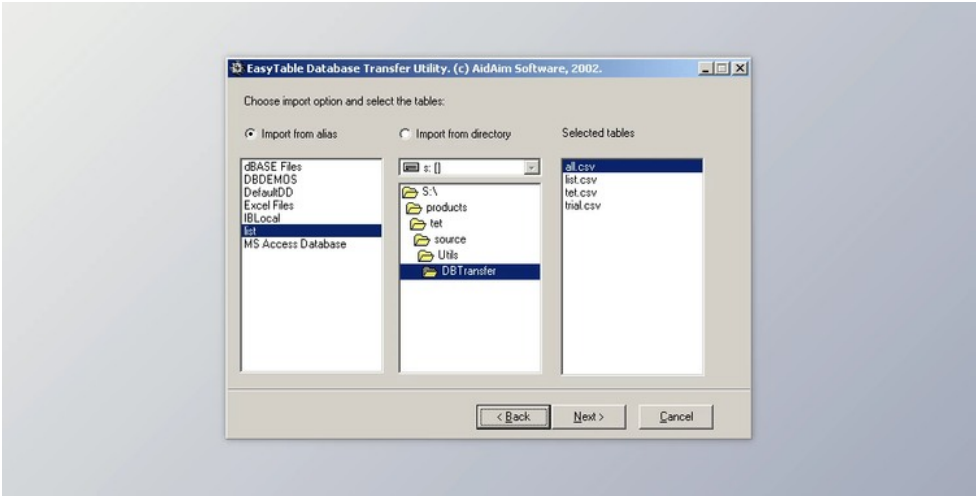 EasyTable Database Transfer Utility. (c) AidAim Software, 2002.
Choose import option and select the tables:
Import from alias
Import from directory
Selected tables
dBASE Files
DBDEMOS
DefaultDD
Excel Files
IBLocal
list
MS Access Database
s: []
S:\
products
tet
source
Utils
DBTransfer
all.csv
list.csv
tet.csv
trial.csv
< Back
Next >
Cancel